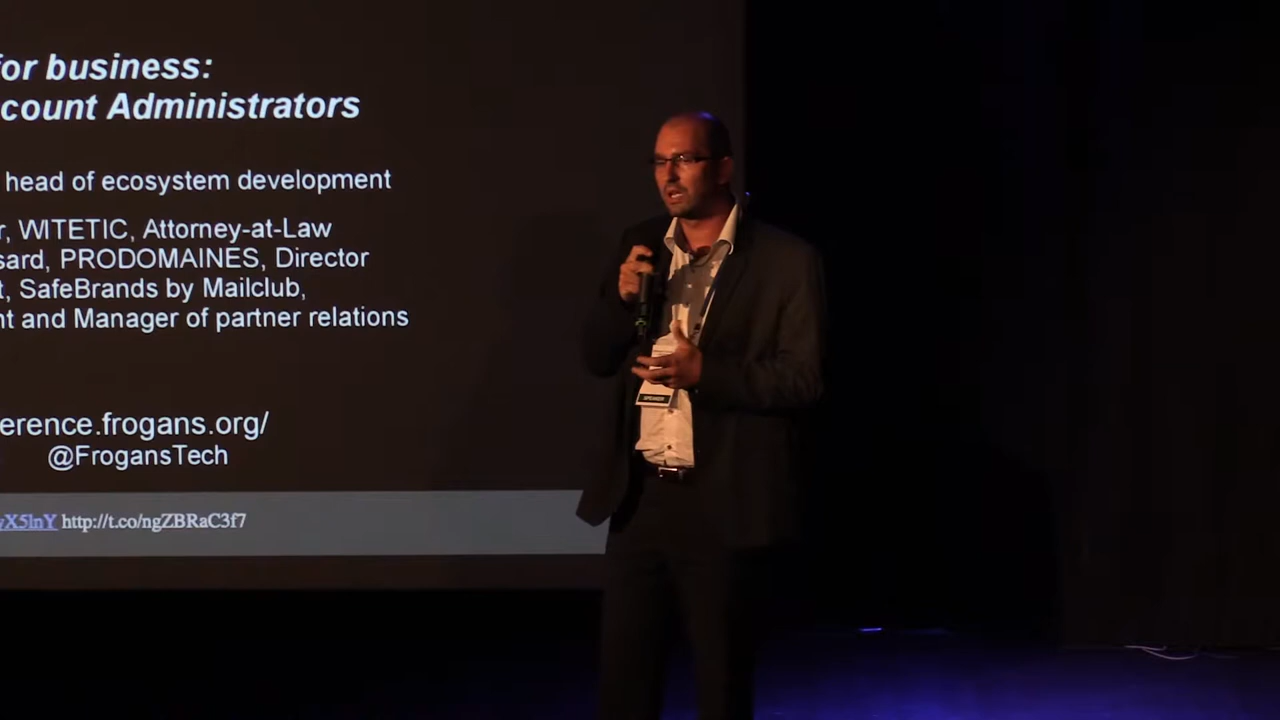 for business:
count Administrators
head of ecosystem development
r, WITETIC, Attorney-at-Law
sard, PRODOMAINES, Director
t, SafeBrands by Mailclub,
nt and Manager of partner relations
erence.frogans.org/
@FrogansTech
yX5lnY http://t.co/ngZBRaC3f7
SPEAKER